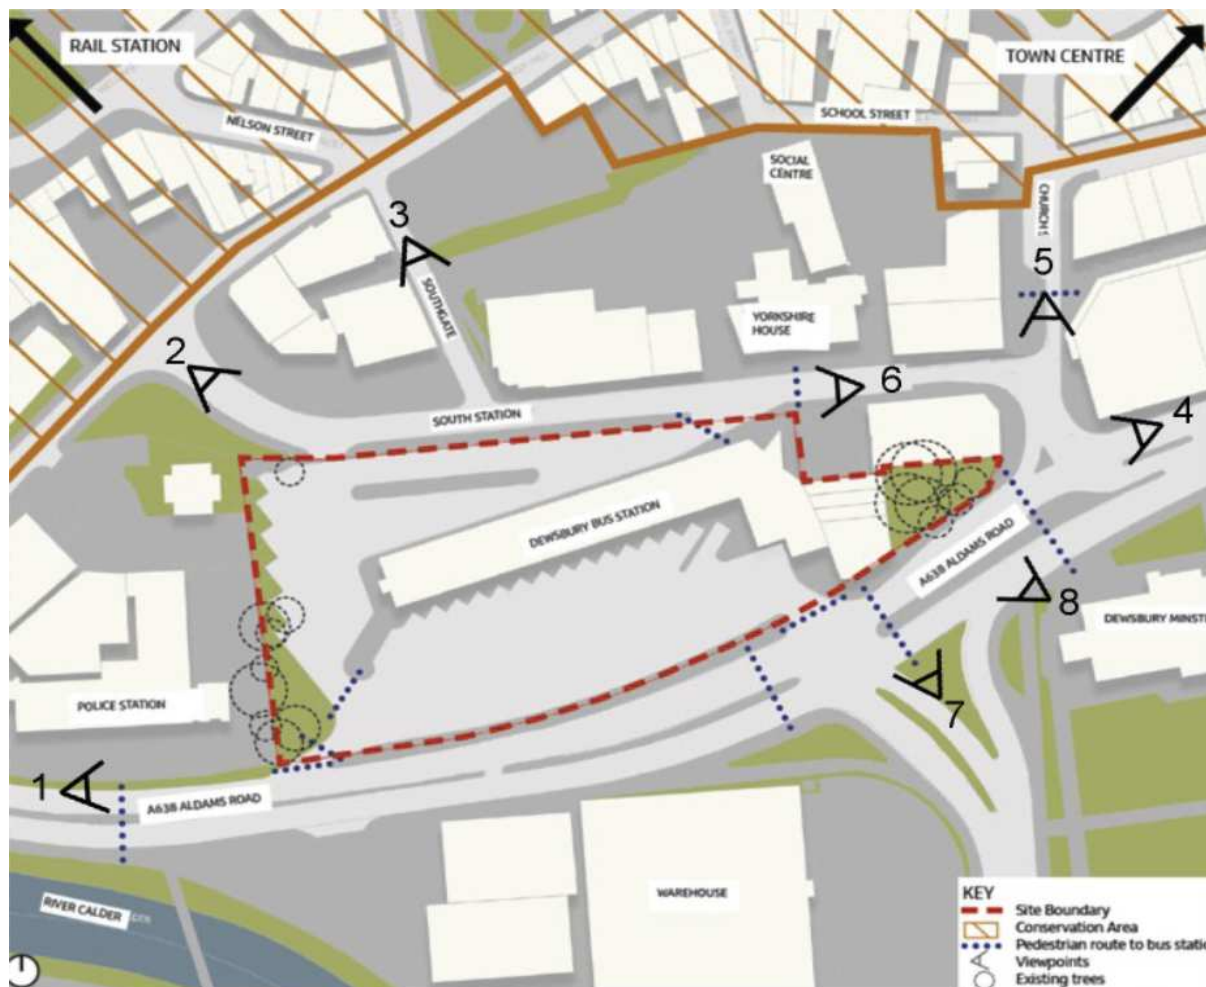 RAIL STATION
TOWN CENTRE
NELSON STREET
SCHOOL STREET
SOCIAL
CENTRE
CHURCH S
3
5
SOUTHGATE
YORKSHIRE
HOUSE
2
6
4
SOUTH STATION
DEWSBURY BUS STATION
A638 ALDAMS ROAD
8
DEWSBURY MINST
POLICE STATION
7
1
A638 ALDAMS ROAD
WAREHOUSE
RIVER CALDER
KEY
Site Boundary
Conservation Area
Pedestrian route to bus statio
Viewpoints
Existing trees